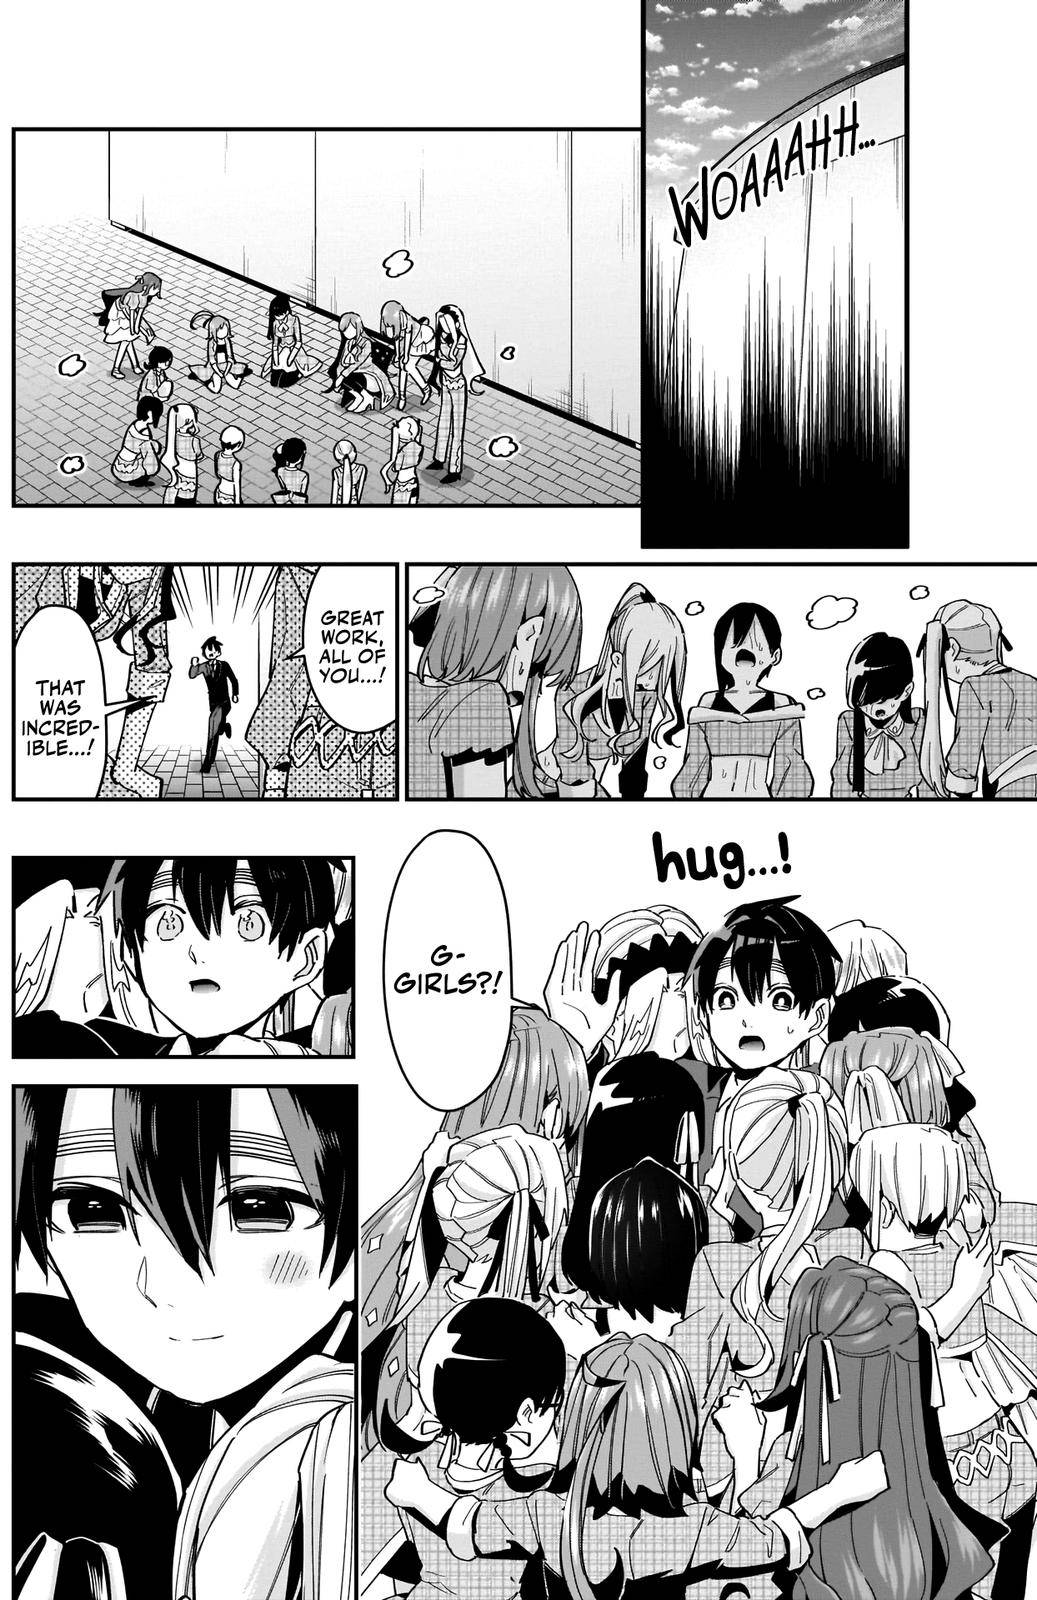 WOAAAHH...
GREAT
WORK,
ALL OF
YOU...!
THAT
WAS
INCRED-
IBLE...!
hug...!
G-
GIRLS?!